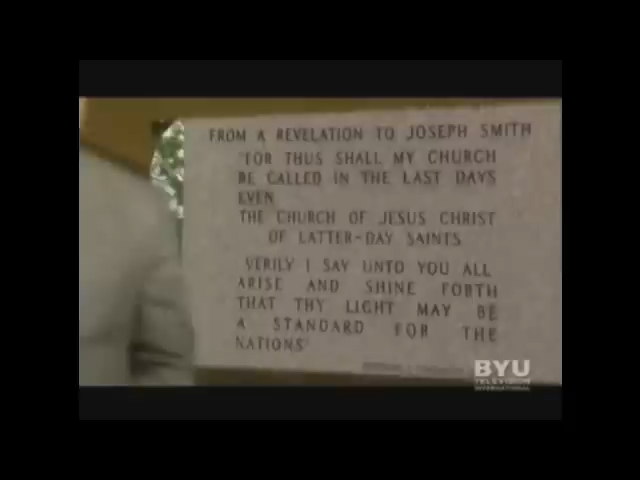 FROM A REVELATION TO JOSEPH SMITH
"FOR THUS SHALL MY CHURCH
BE CALLED IN THE LAST DAYS
EVEN
THE CHURCH OF JESUS CHRIST
OF LATTER-DAY SAINTS
VERILY I SAY UNTO YOU ALL
ARISE AND SHINE FORTH
THAT THY LIGHT MAY BE
A STANDARD FOR THE
NATIONS"
BYU
TELEVISION
INTERNATIONAL